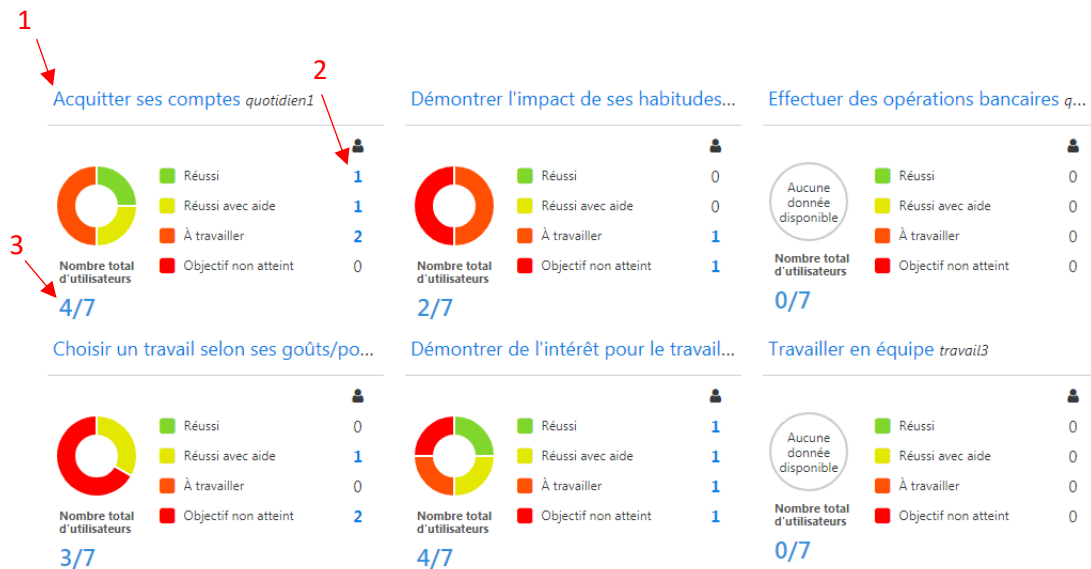 1
2
Acquitter ses comptes quotidien1
Réussi 1
Réussi avec aide 1
À travailler 2
3
Objectif non atteint 0
Nombre total
d'utilisateurs
4/7
Démontrer l'impact de ses habitudes...
Réussi 0
Réussi avec aide 0
À travailler 1
Objectif non atteint 1
Nombre total
d'utilisateurs
2/7
Effectuer des opérations bancaires q...
Aucune
donnée
disponible
Réussi 0
Réussi avec aide 0
À travailler 0
Objectif non atteint 0
Nombre total
d'utilisateurs
0/7
Choisir un travail selon ses goûts/po...
Réussi 0
Réussi avec aide 1
À travailler 0
Objectif non atteint 2
Nombre total
d'utilisateurs
3/7
Démontrer de l'intérêt pour le travail...
Réussi 1
Réussi avec aide 1
À travailler 1
Objectif non atteint 1
Nombre total
d'utilisateurs
4/7
Travailler en équipe travail3
Aucune
donnée
disponible
Réussi 0
Réussi avec aide 0
À travailler 0
Objectif non atteint 0
Nombre total
d'utilisateurs
0/7